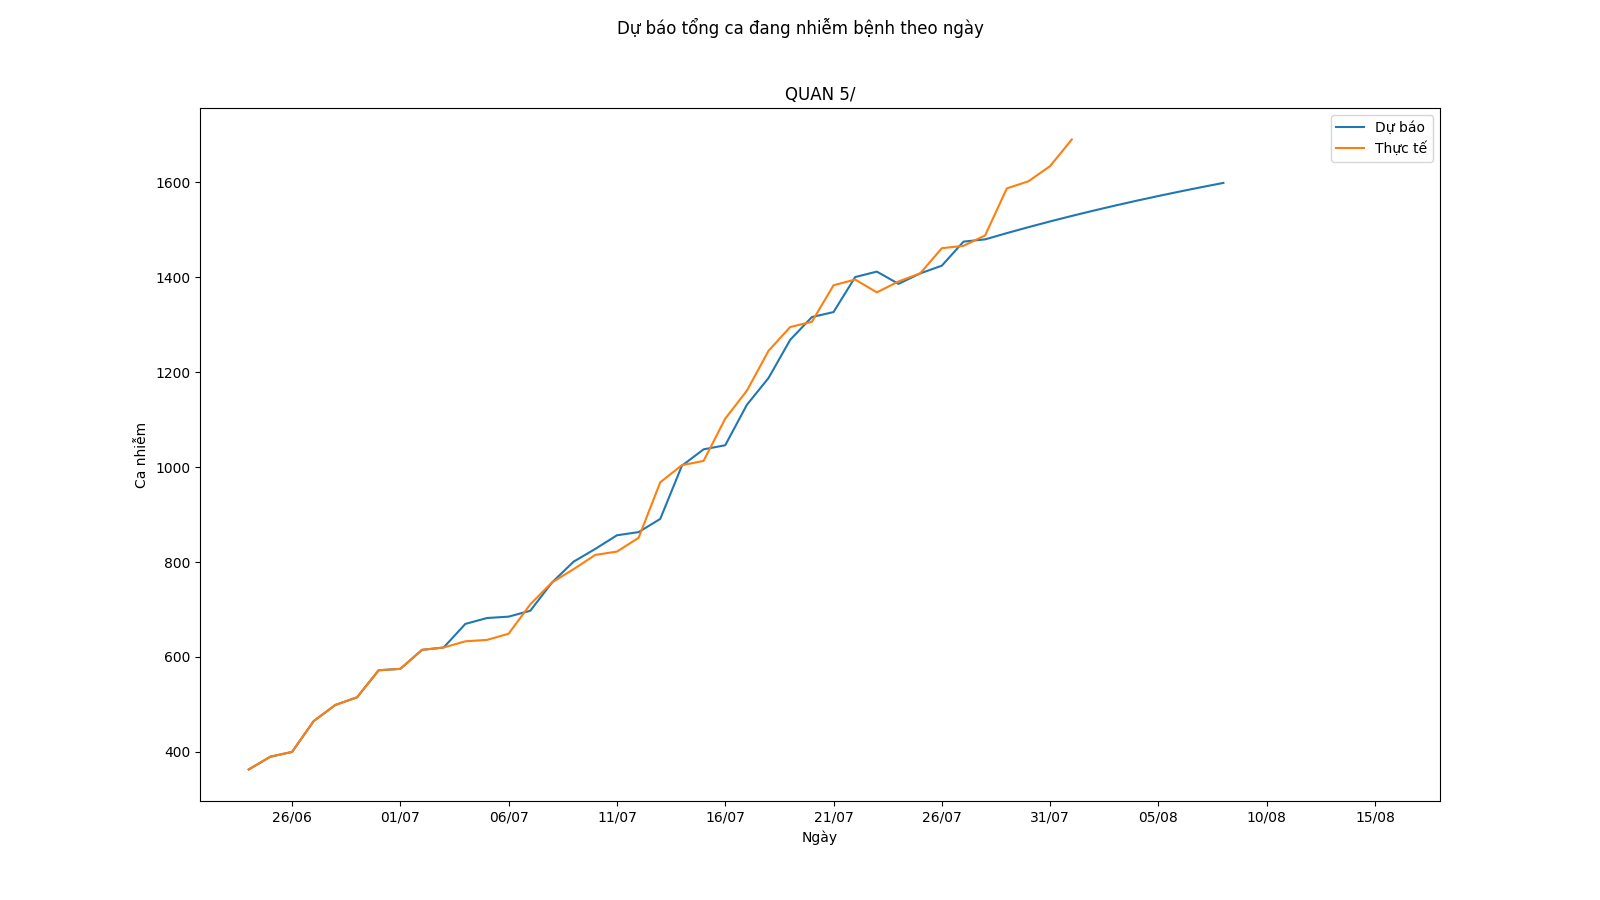 Dự báo tổng ca đang nhiễm bệnh theo ngày
QUAN 5/
Dự báo
Thực tế
1600
1400
1200
1000
800
600
400
Ca nhiễm
26/06 01/07 06/07 11/07 16/07 21/07 26/07 31/07 05/08 10/08 15/08
Ngày